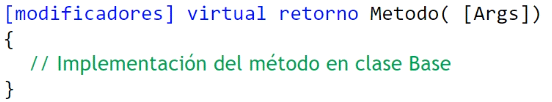 [modificadores] virtual retorno Metodo( [Args])
{
// Implementación del método en clase Base
}